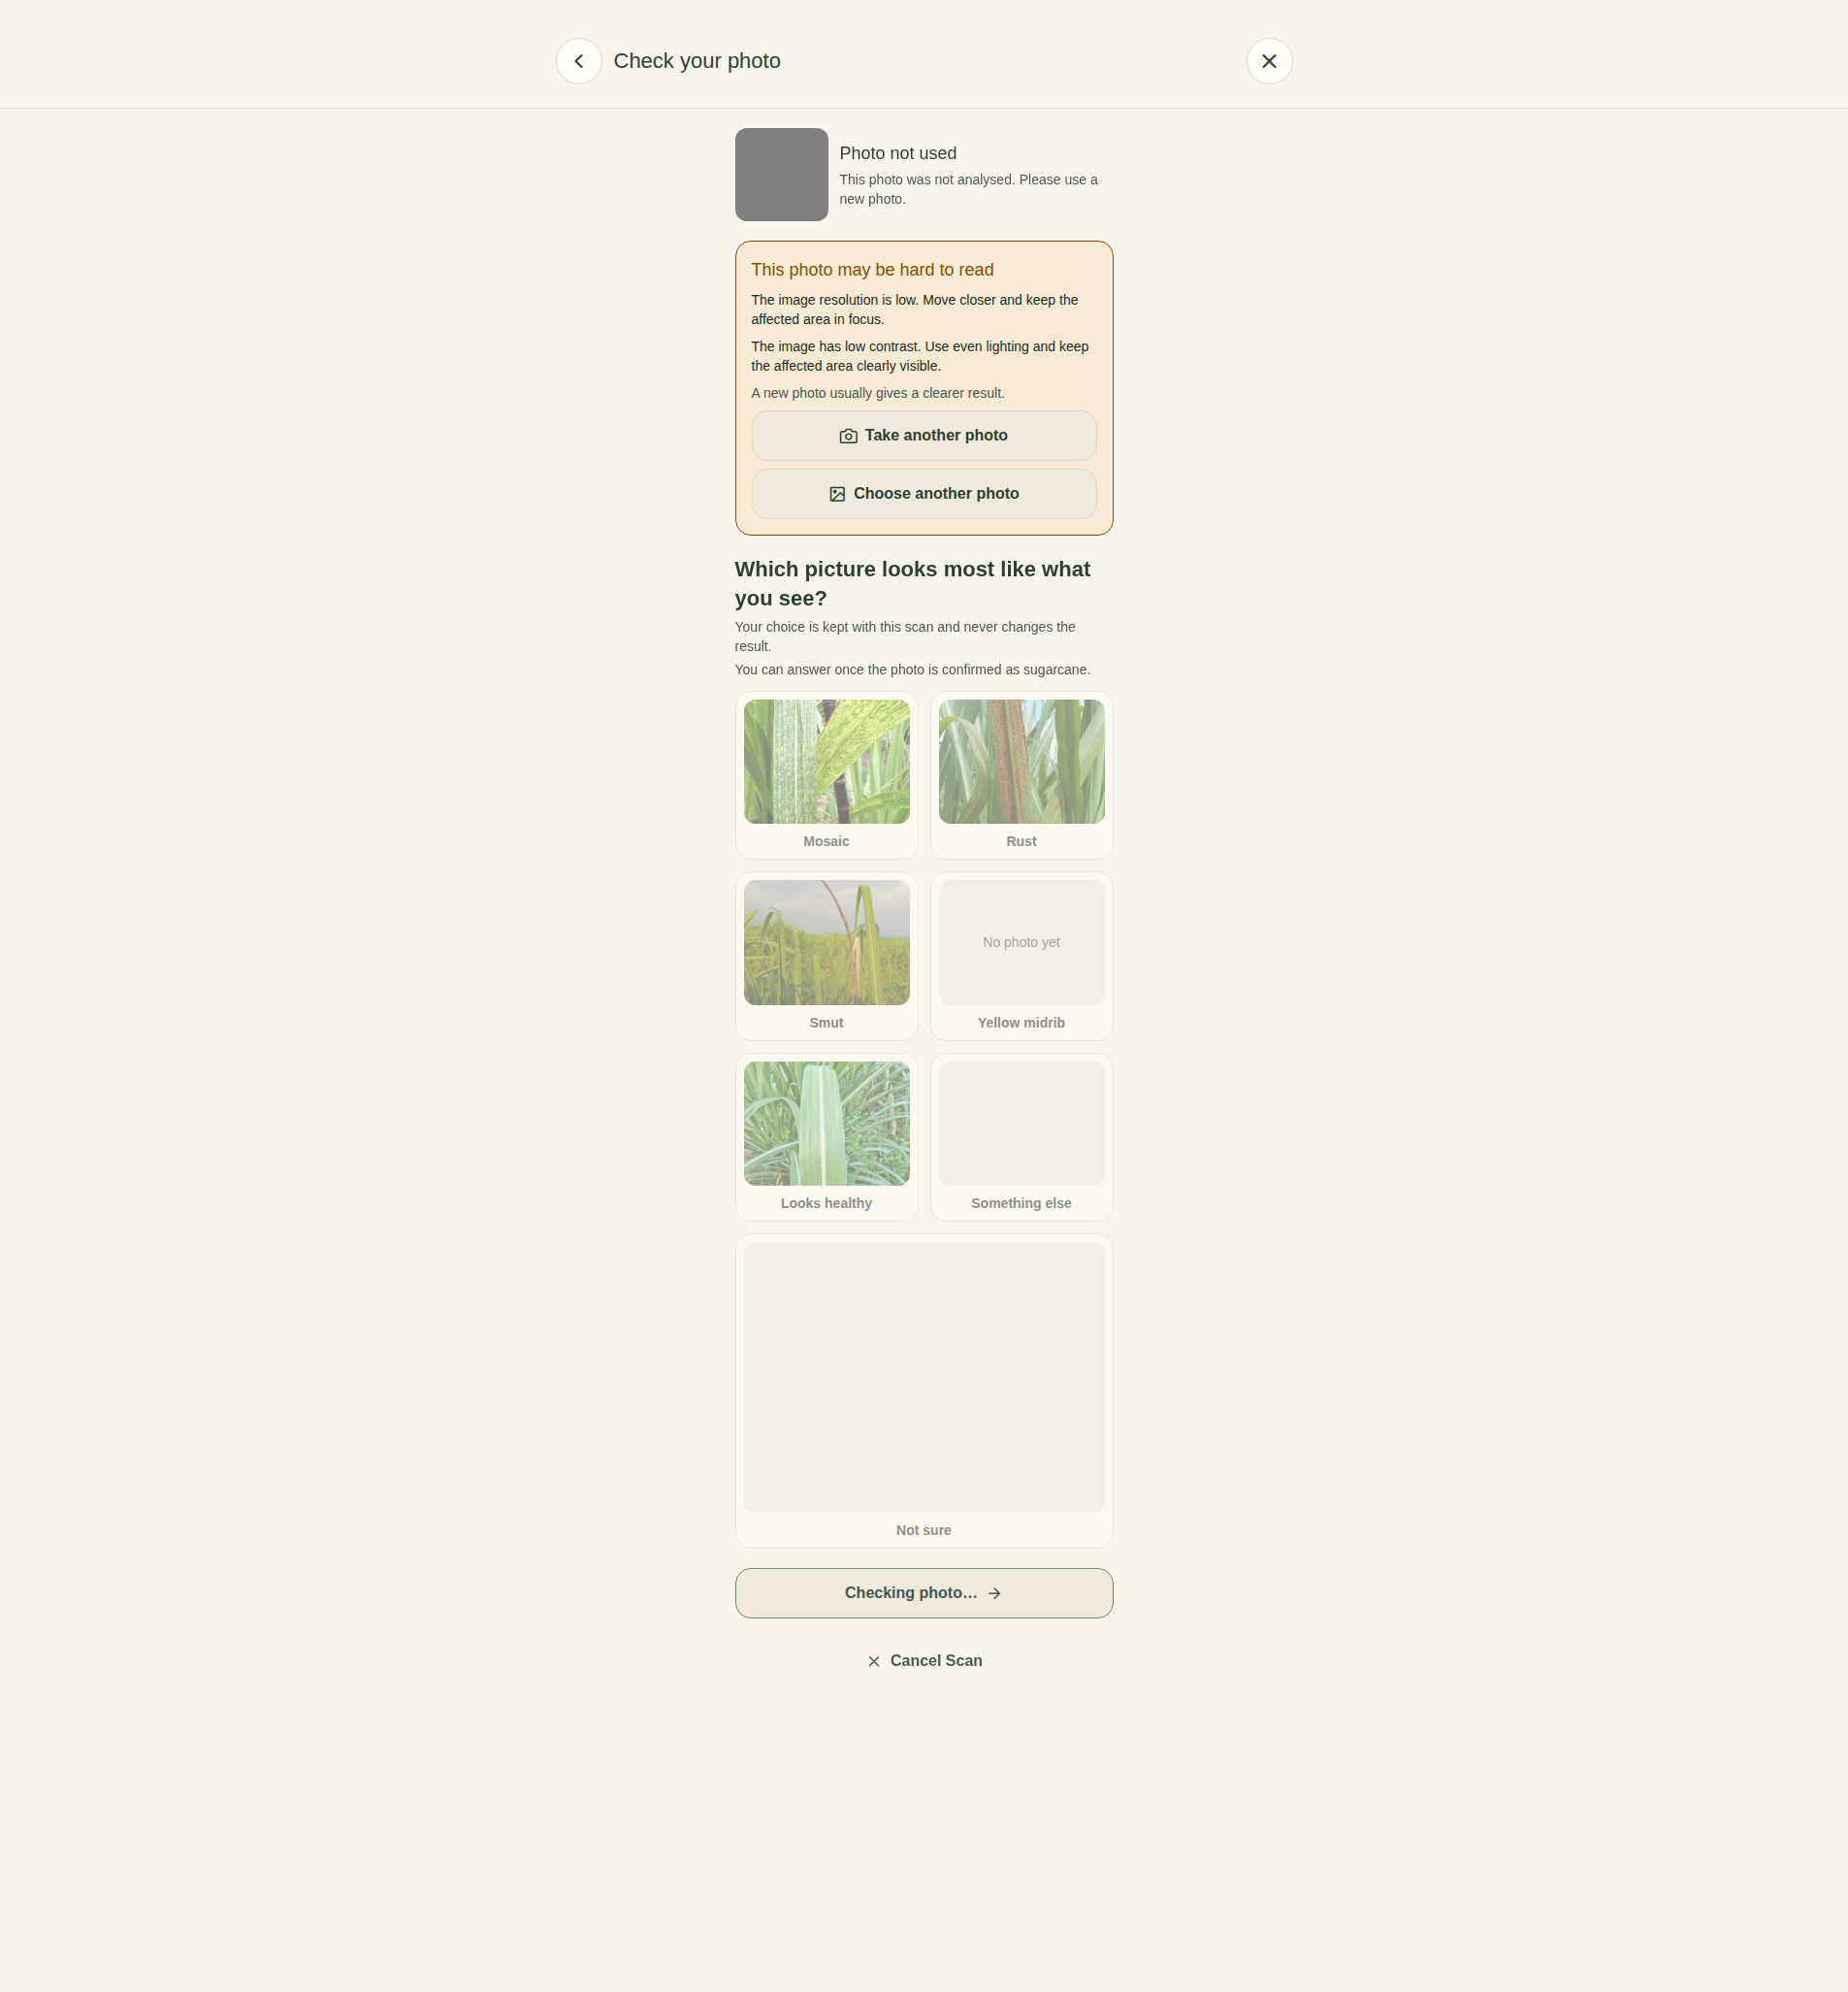 Check your photo
Photo not used
This photo was not analysed. Please use a
new photo.
This photo may be hard to read
The image resolution is low. Move closer and keep the
affected area in focus.
The image has low contrast. Use even lighting and keep
the affected area clearly visible.
A new photo usually gives a clearer result.
Take another photo
Choose another photo
Which picture looks most like what
you see?
Your choice is kept with this scan and never changes the
result.
You can answer once the photo is confirmed as sugarcane.
Mosaic
Rust
No photo yet
Smut
Yellow midrib
Looks healthy
Something else
Not sure
Checking photo…
Cancel Scan